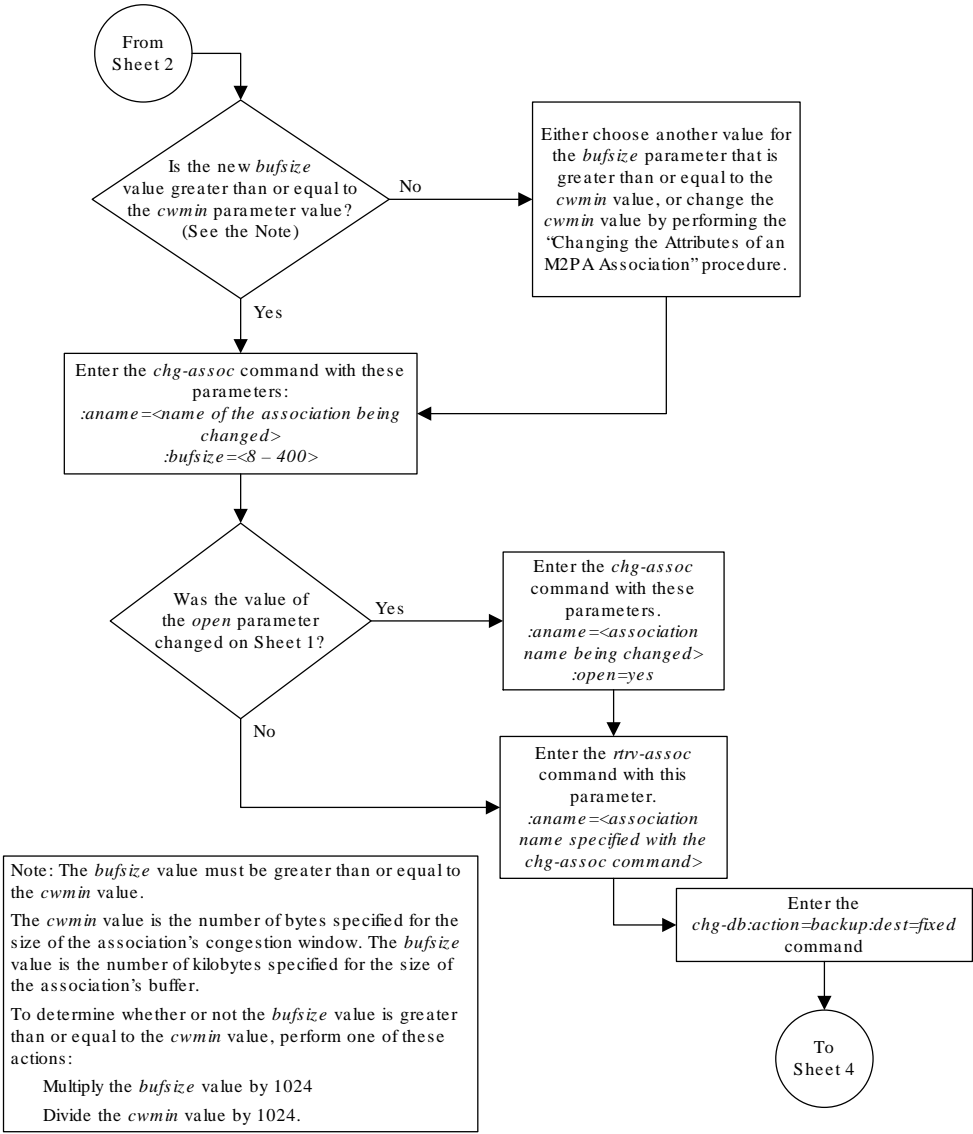 From
Sheet 2
Is the new bufsize
value greater than or equal to
the cwmin parameter value?
(See the Note)
No
Either choose another value for
the bufsize parameter that is
greater than or equal to the
cwmin value, or change the
cwmin value by performing the
“Changing the Attributes of an
M2PA Association” procedure.
Yes
Enter the chg-assoc command with these
parameters:
:aname=<name of the association being
changed>
:bufsize=<8 – 400>
Was the value of
the open parameter
changed on Sheet 1?
Yes
Enter the chg-assoc
command with these
parameters.
:aname=<association
name being changed>
:open=yes
No
Enter the rtrv-assoc
command with this
parameter.
:aname=<association
name specified with the
chg-assoc command>
Enter the
chg-db:action=backup:dest=fixed
command
To
Sheet 4
Note: The bufsize value must be greater than or equal to
the cwmin value.
The cwmin value is the number of bytes specified for the
size of the association’s congestion window. The bufsize
value is the number of kilobytes specified for the size of
the association’s buffer.
To determine whether or not the bufsize value is greater
than or equal to the cwmin value, perform one of these
actions:
Multiply the bufsize value by 1024
Divide the cwmin value by 1024.